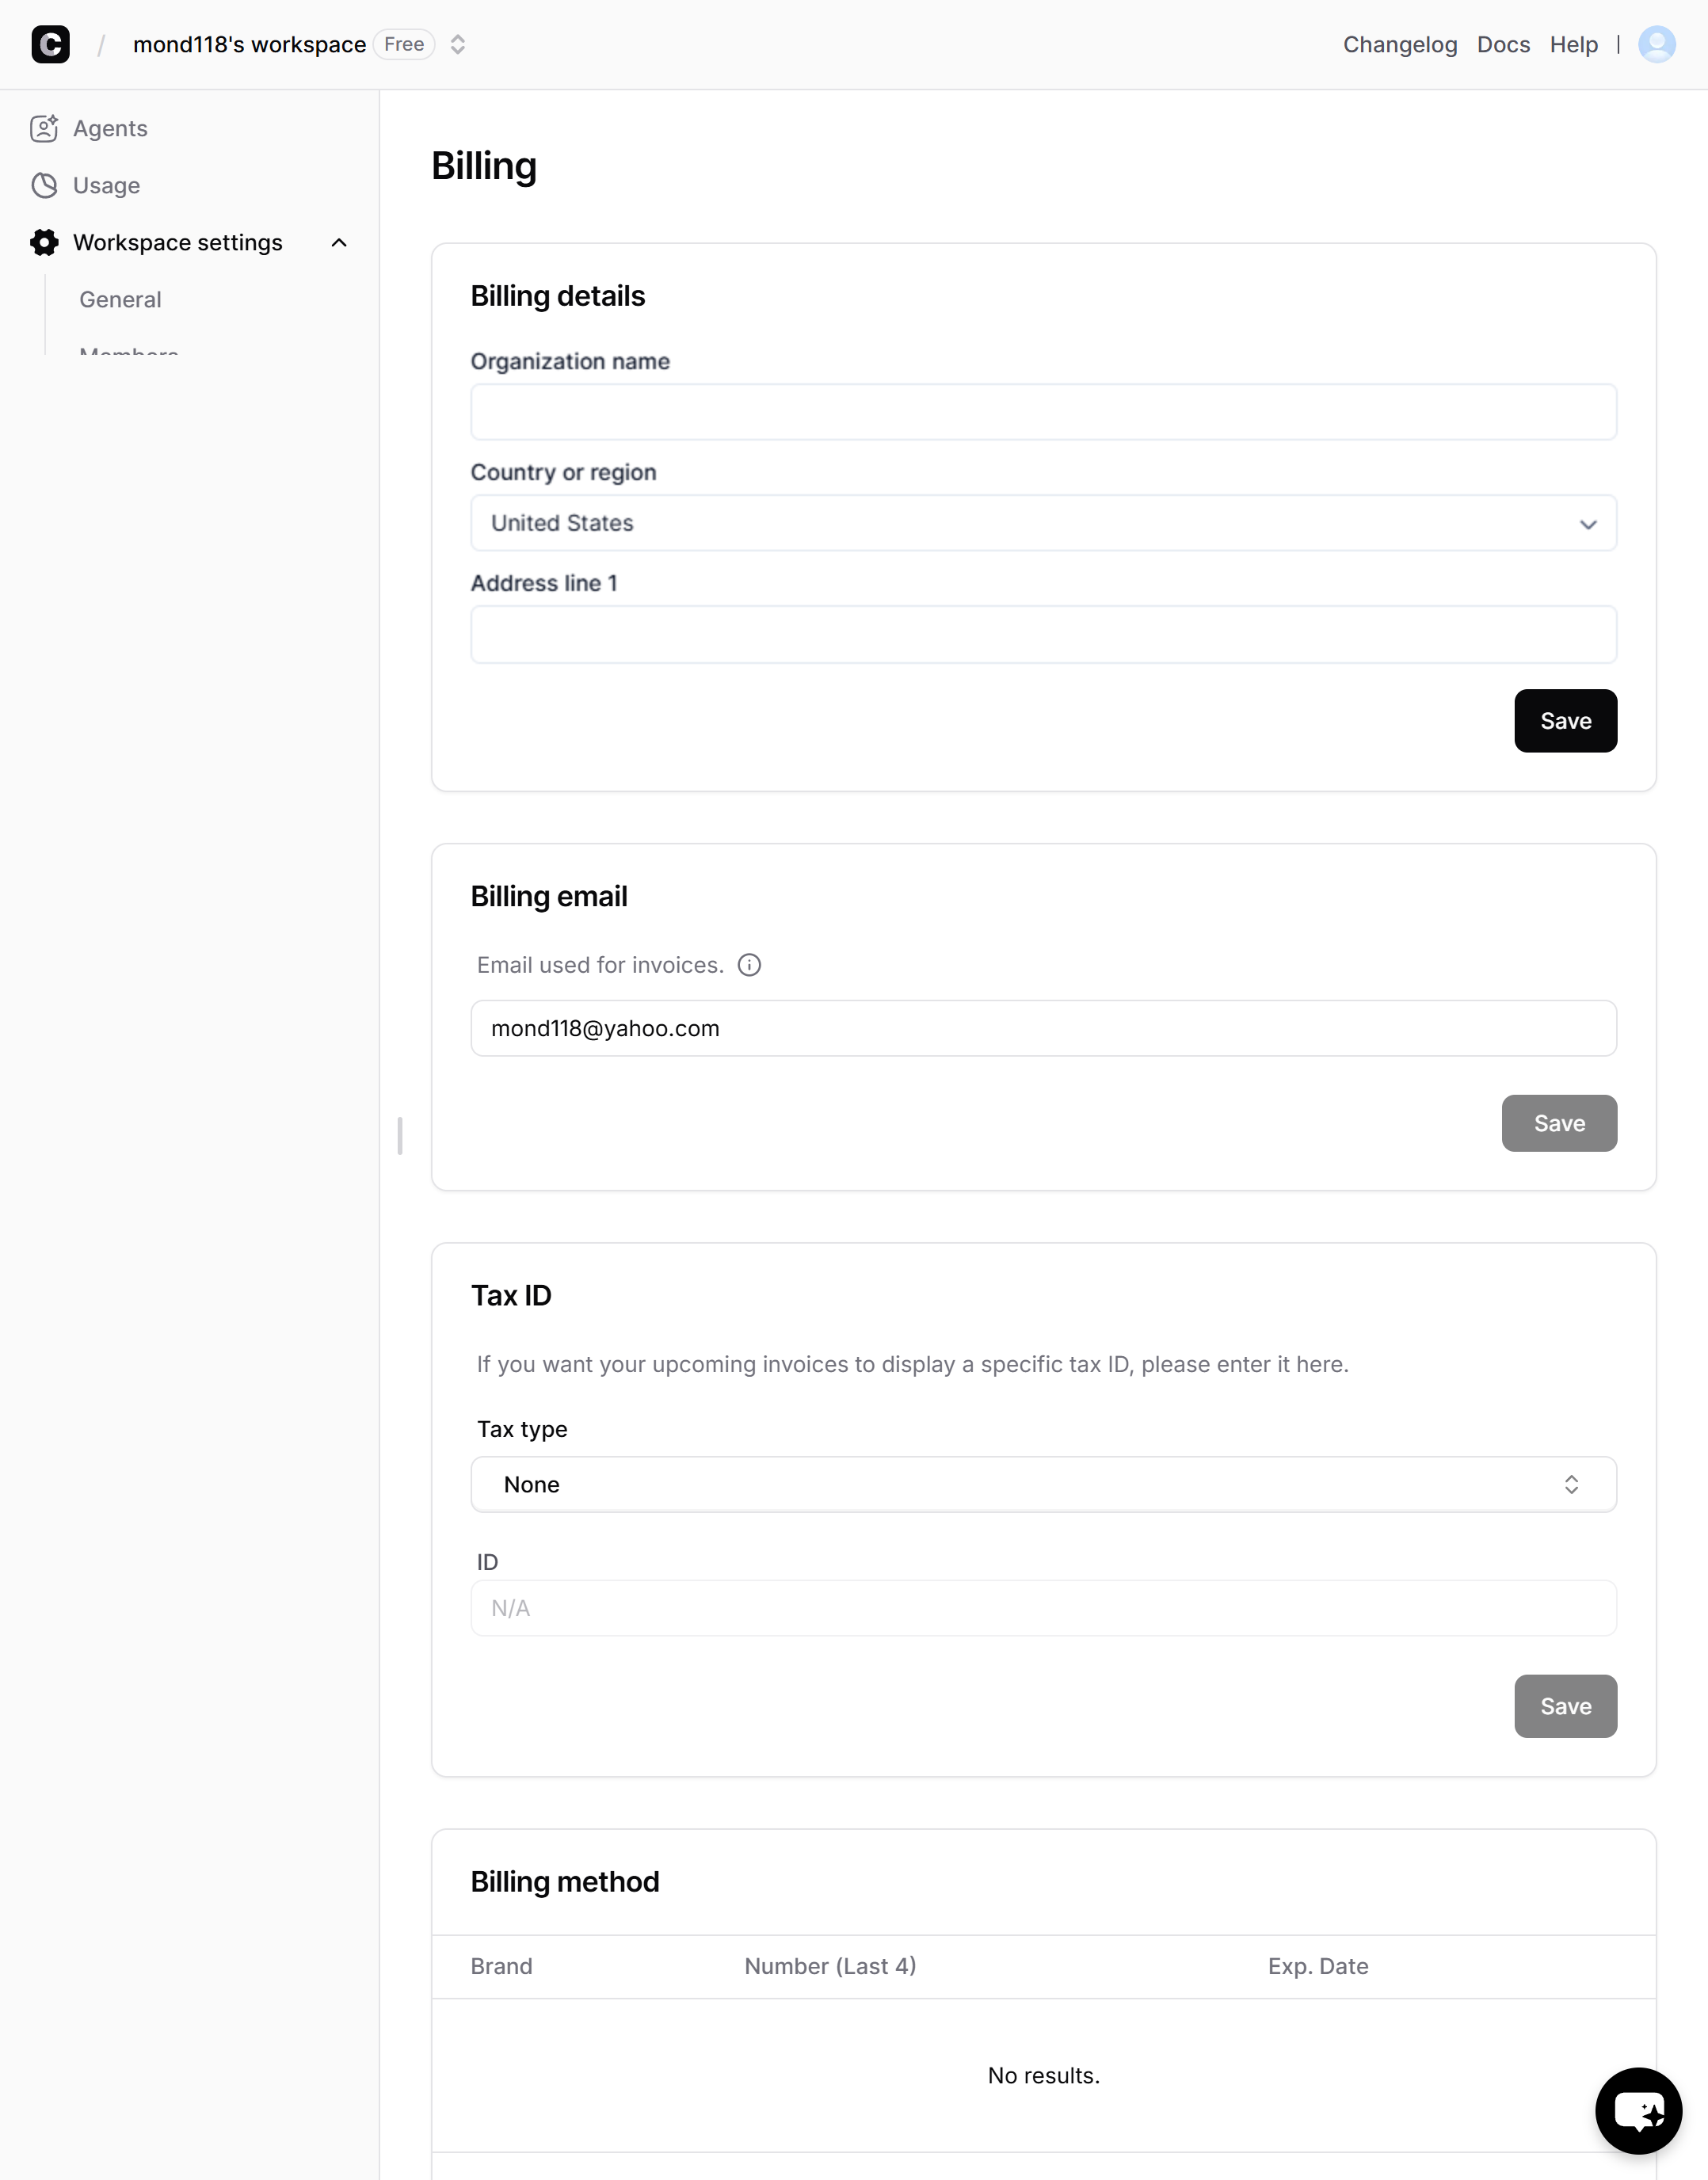 C / mond118's workspace Free Changelog Docs Help
Agents
Usage
Workspace settings
General
Members
Billing
Billing details
Organization name
Country or region
United States
Address line 1
Save
Billing email
Email used for invoices.
mond118@yahoo.com
Save
Tax ID
If you want your upcoming invoices to display a specific tax ID, please enter it here.
Tax type
None
ID
N/A
Save
Billing method
Brand Number (Last 4) Exp. Date
No results.